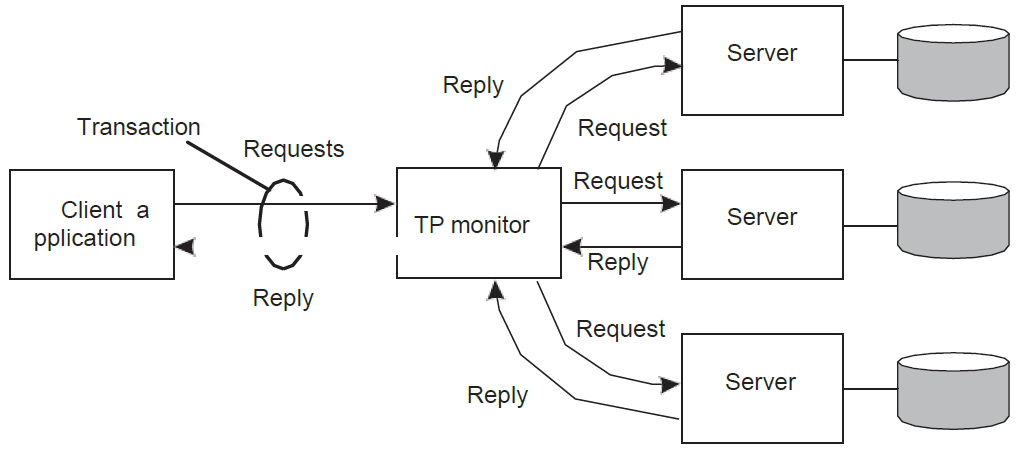 Server
Reply
Request
Transaction
Requests
Client a
pplication
TP monitor
Request
Server
Reply
Request
Server
Reply
Reply